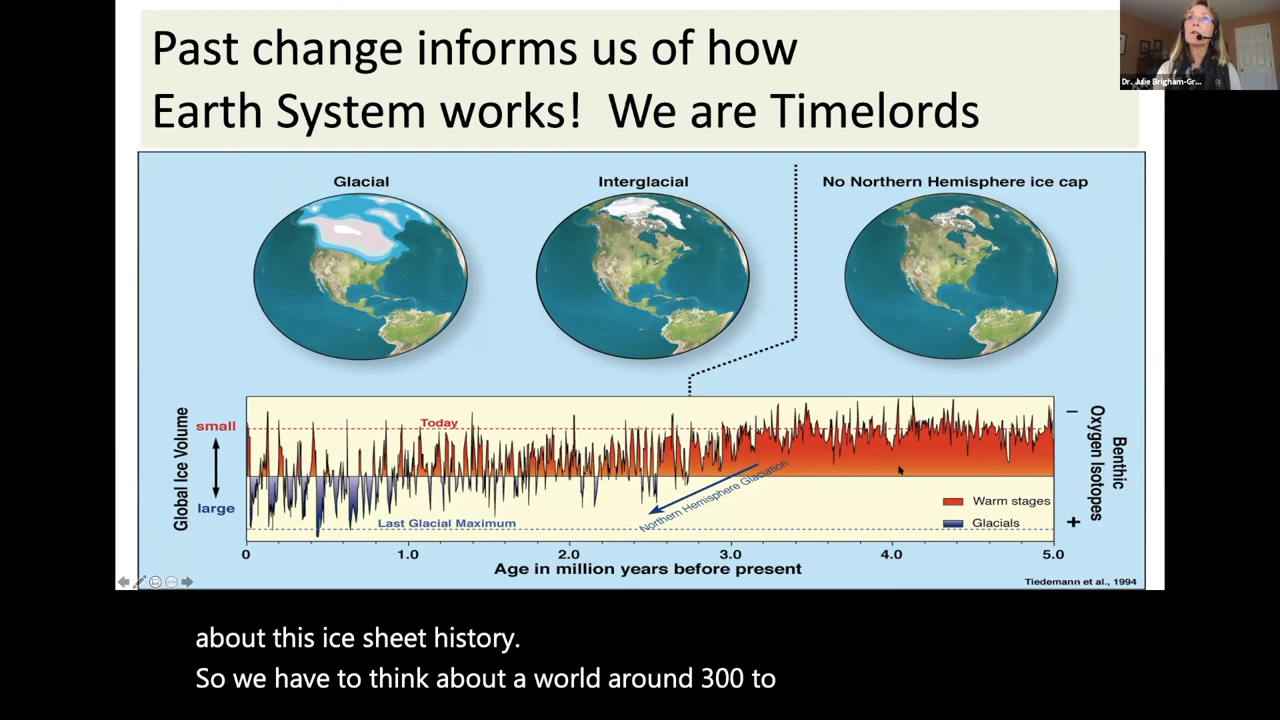 Past change informs us of how
Earth System works! We are Timelords
Dr. Julie Brigham-Gr...
Glacial
Interglacial
No Northern Hemisphere ice cap
Global Ice Volume
small
large
Today
Last Glacial Maximum
Northern Hemisphere Glaciation
Warm stages
Glacials
−
+
Oxygen Isotopes
Benthic
0 1.0 2.0 3.0 4.0 5.0
Age in million years before present
Tiedemann et al., 1994
about this ice sheet history.
So we have to think about a world around 300 to